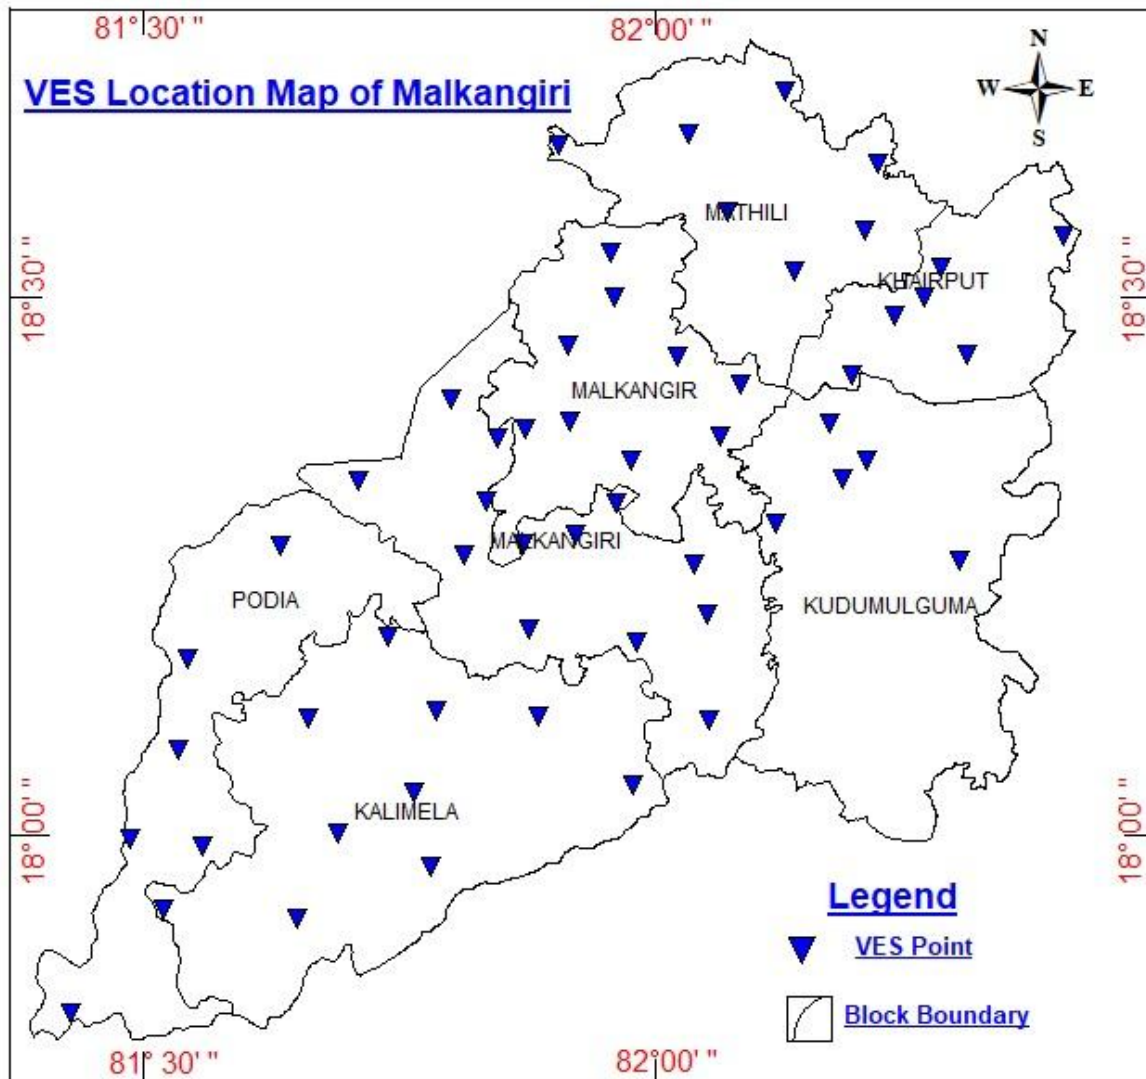 81°30' "
82°00' "
VES Location Map of Malkangiri
N
W E
S
MATHILI
18°30' "
KHAIRPUT
18°30' "
MALKANGIR
MALKANGIRI
PODIA
KUDUMULGUMA
KALIMELA
18°00' "
18°00' "
Legend
VES Point
Block Boundary
81°30' "
82°00' "